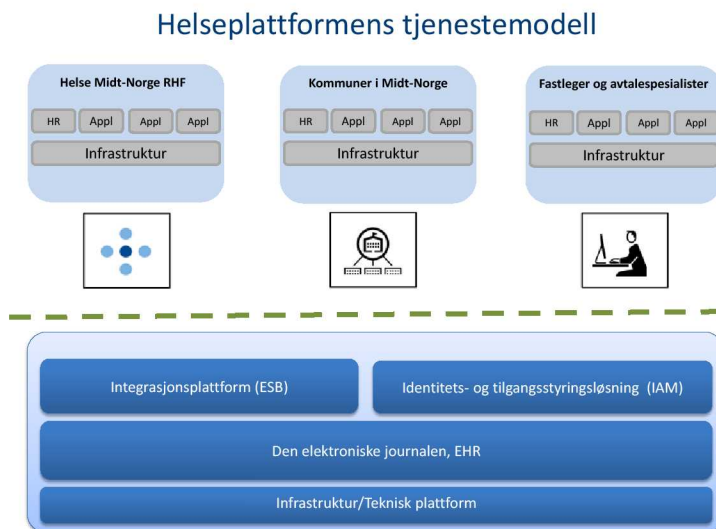 Helseplattformens tjenestemodell
Helse Midt-Norge RHF
HR Appl Appl Appl
Infrastruktur
Kommuner i Midt-Norge
HR Appl Appl Appl
Infrastruktur
Fastleger og avtalespesialister
HR Appl Appl Appl
Infrastruktur
Integrasjonsplattform (ESB)
Identitets- og tilgangsstyringsløsning (IAM)
Den elektroniske journalen, EHR
Infrastruktur/Teknisk plattform